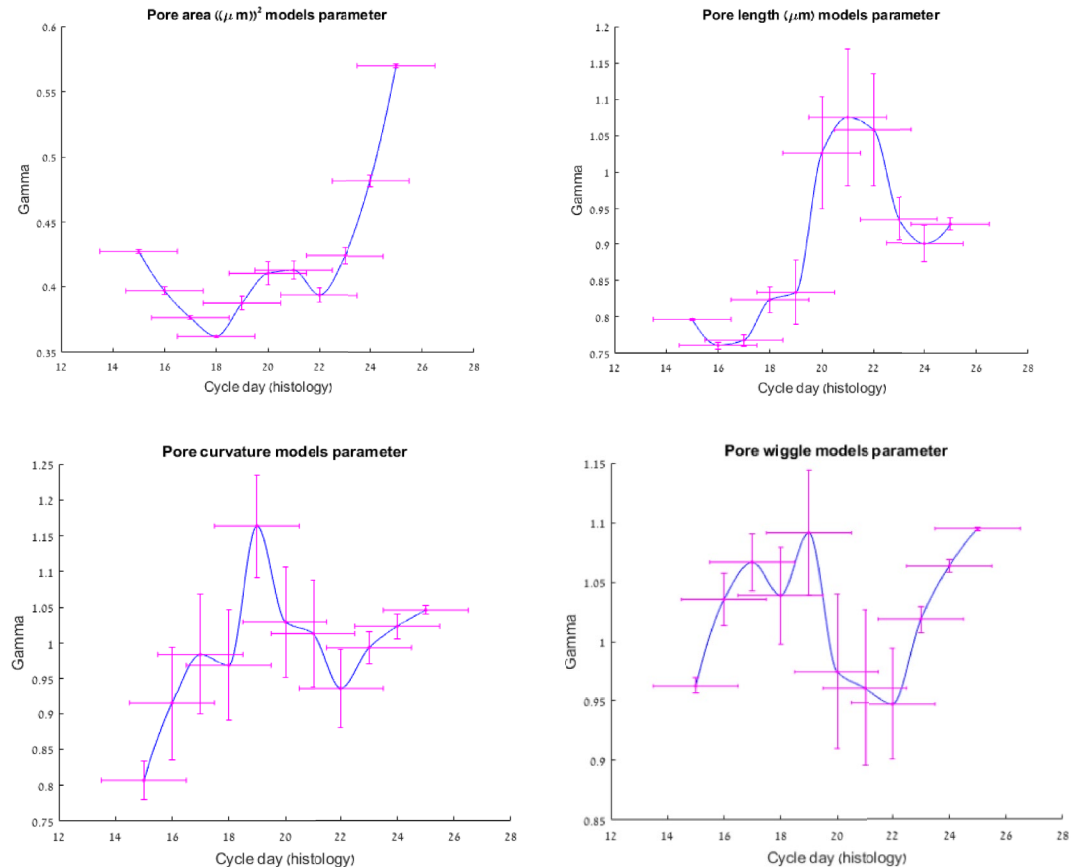 Pore area ((μ m))² models parameter
0.6
0.55
0.5
0.45
0.4
0.35
Gamma
12 14 16 18 20 22 24 26 28
Cycle day (histology)
Pore length (μm) models parameter
1.2
1.15
1.1
1.05
1
0.95
0.9
0.85
0.8
0.75
Gamma
12 14 16 18 20 22 24 26 28
Cycle day (histology)
Pore curvature models parameter
1.25
1.2
1.15
1.1
1.05
1
0.95
0.9
0.85
0.8
0.75
Gamma
12 14 16 18 20 22 24 26 28
Cycle day (histology)
Pore wiggle models parameter
1.15
1.1
1.05
1
0.95
0.9
0.85
Gamma
12 14 16 18 20 22 24 26 28
Cycle day (histology)